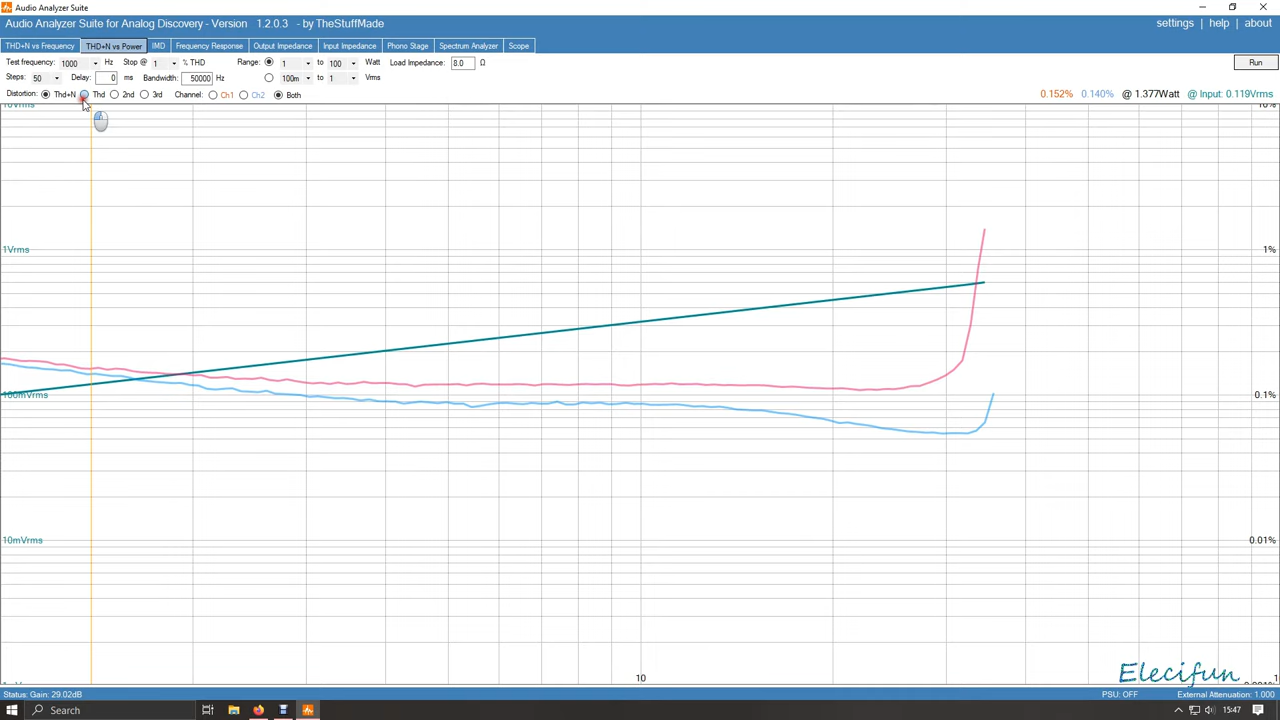 Audio Analyzer Suite
Audio Analyzer Suite for Analog Discovery - Version 1.2.0.3 - by TheStuffMade
settings | help | about
THD+N vs Frequency THD+N vs Power IMD Frequency Response Output Impedance Input Impedance Phono Stage Spectrum Analyzer Scope
Test frequency: 1000 Hz Stop @ 1 % THD Range: 1 to 100 Watt Load Impedance: 8.0 Ω Run
Steps: 50 Delay: 0 ms Bandwidth: 50000 Hz 100m to 1 Vrms
Distortion: Thd+N Thd 2nd 3rd Channel: Ch1 Ch2 Both 0.152% 0.140% @ 1.377Watt @ Input: 0.119Vrms
10Vrms 10%
1Vrms 1%
100mVrms 0.1%
10mVrms 0.01%
10
Elecifun
Status: Gain: 29.02dB PSU: OFF External Attenuation: 1.000
Search ENG 15:47